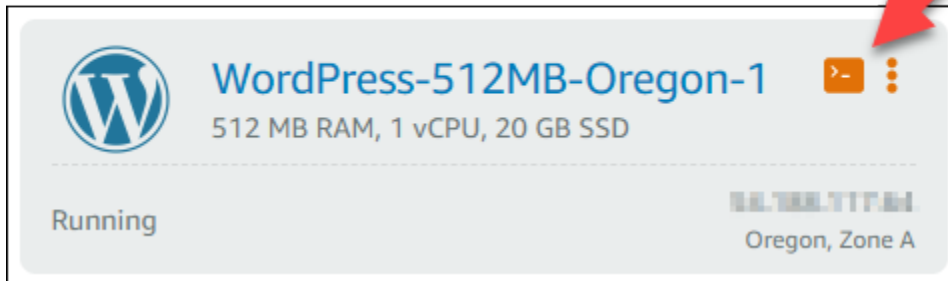 WordPress-512MB-Oregon-1
512 MB RAM, 1 vCPU, 20 GB SSD
Running
Oregon, Zone A